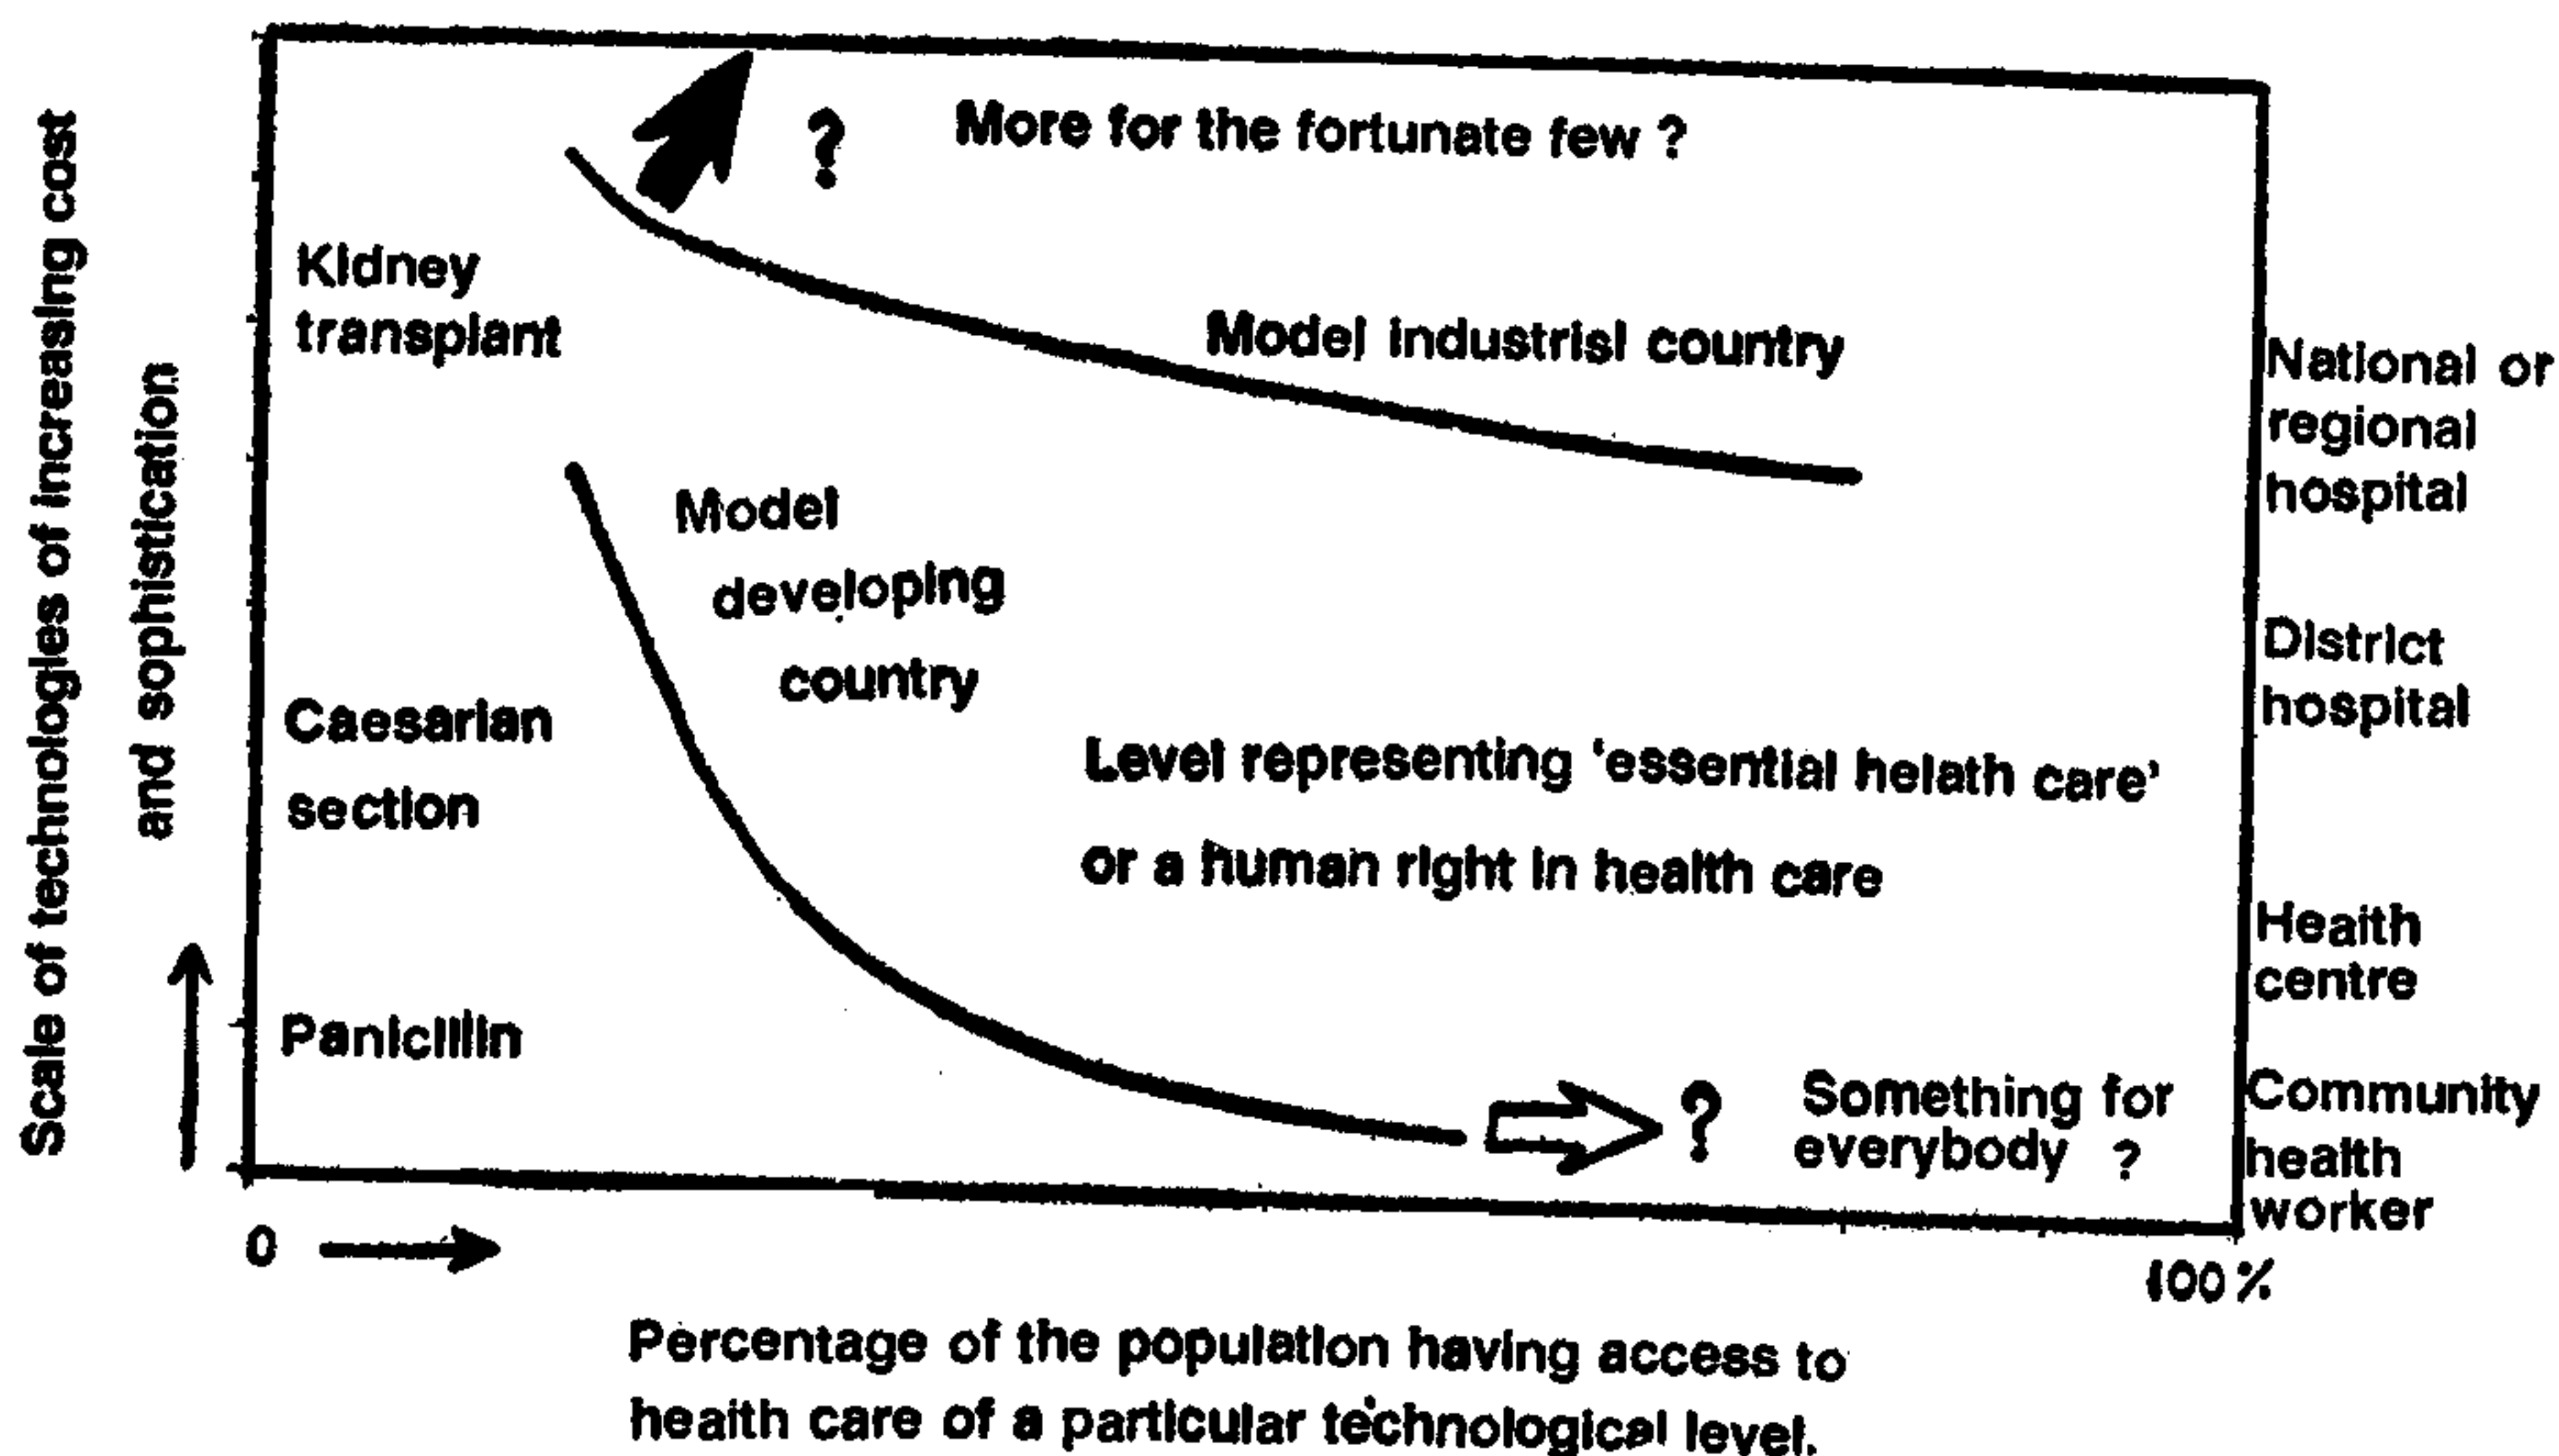 Scale of technologies of increasing cost
and sophistication
? More for the fortunate few ?
Kidney
transplant
Model industrisl country
National or
regional
hospital
Model
developing
country
District
hospital
Caesarian
section
Level representing 'essential helath care'
or a human right in health care
Health
centre
Panicillin
? Something for
everybody ?
Community
health
worker
0
100%
Percentage of the population having access to
health care of a particular technological level.